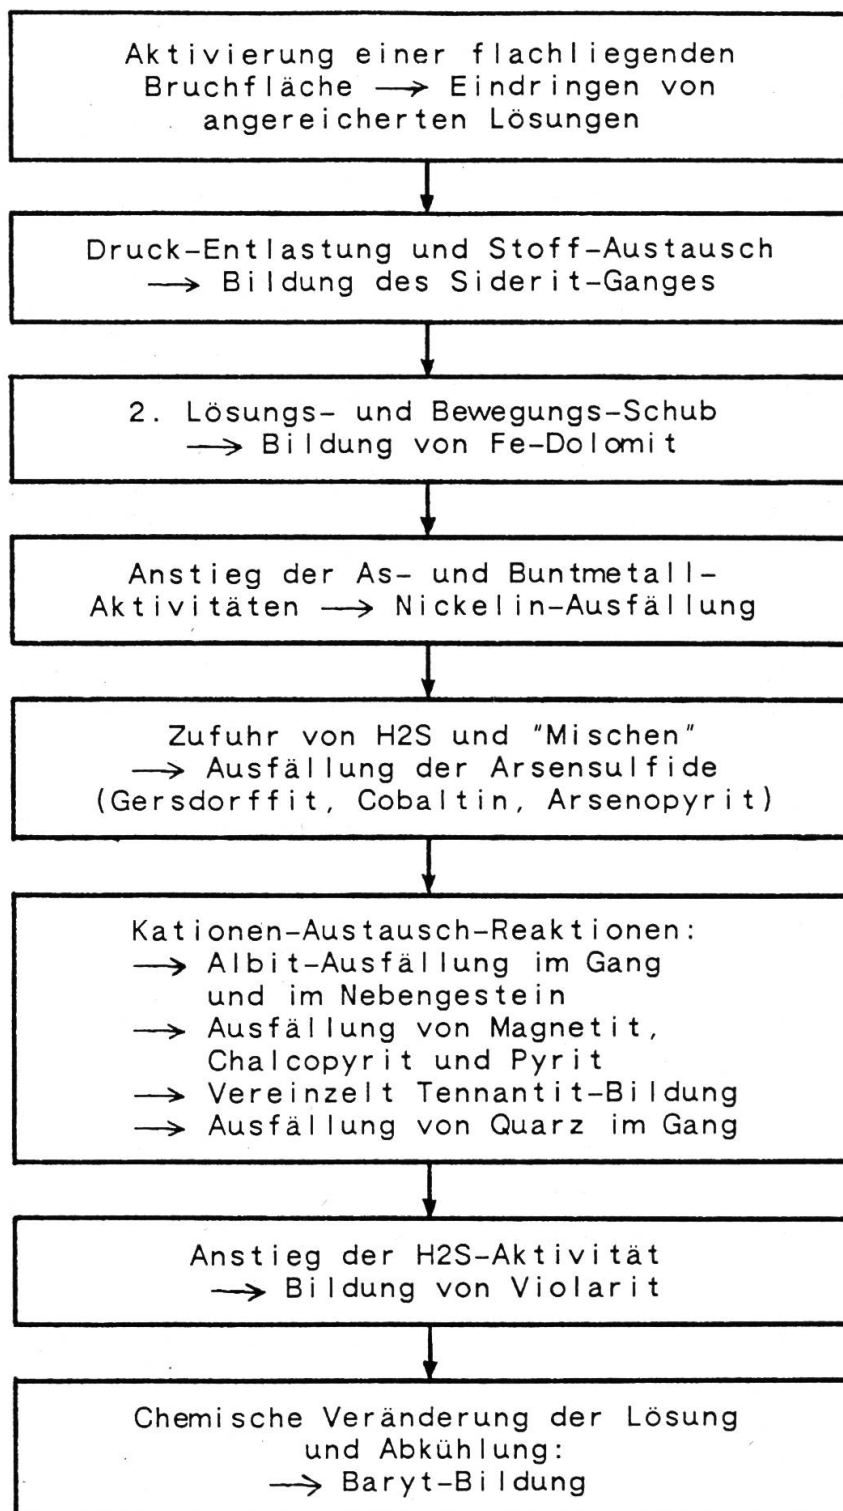 Aktivierung einer flachliegenden
Bruchfläche → Eindringen von
angereicherten Lösungen
Druck-Entlastung und Stoff-Austausch
→ Bildung des Siderit-Ganges
2. Lösungs- und Bewegungs-Schub
→ Bildung von Fe-Dolomit
Anstieg der As- und Buntmetall-
Aktivitäten → Nickelin-Ausfällung
Zufuhr von H2S und "Mischen"
→ Ausfällung der Arsensulfide
(Gersdorffit, Cobaltin, Arsenopyrit)
Kationen-Austausch-Reaktionen:
→ Albit-Ausfällung im Gang
und im Nebengestein
→ Ausfällung von Magnetit,
Chalcopyrit und Pyrit
→ Vereinzelt Tennantit-Bildung
→ Ausfällung von Quarz im Gang
Anstieg der H2S-Aktivität
→ Bildung von Violarit
Chemische Veränderung der Lösung
und Abkühlung:
→ Baryt-Bildung